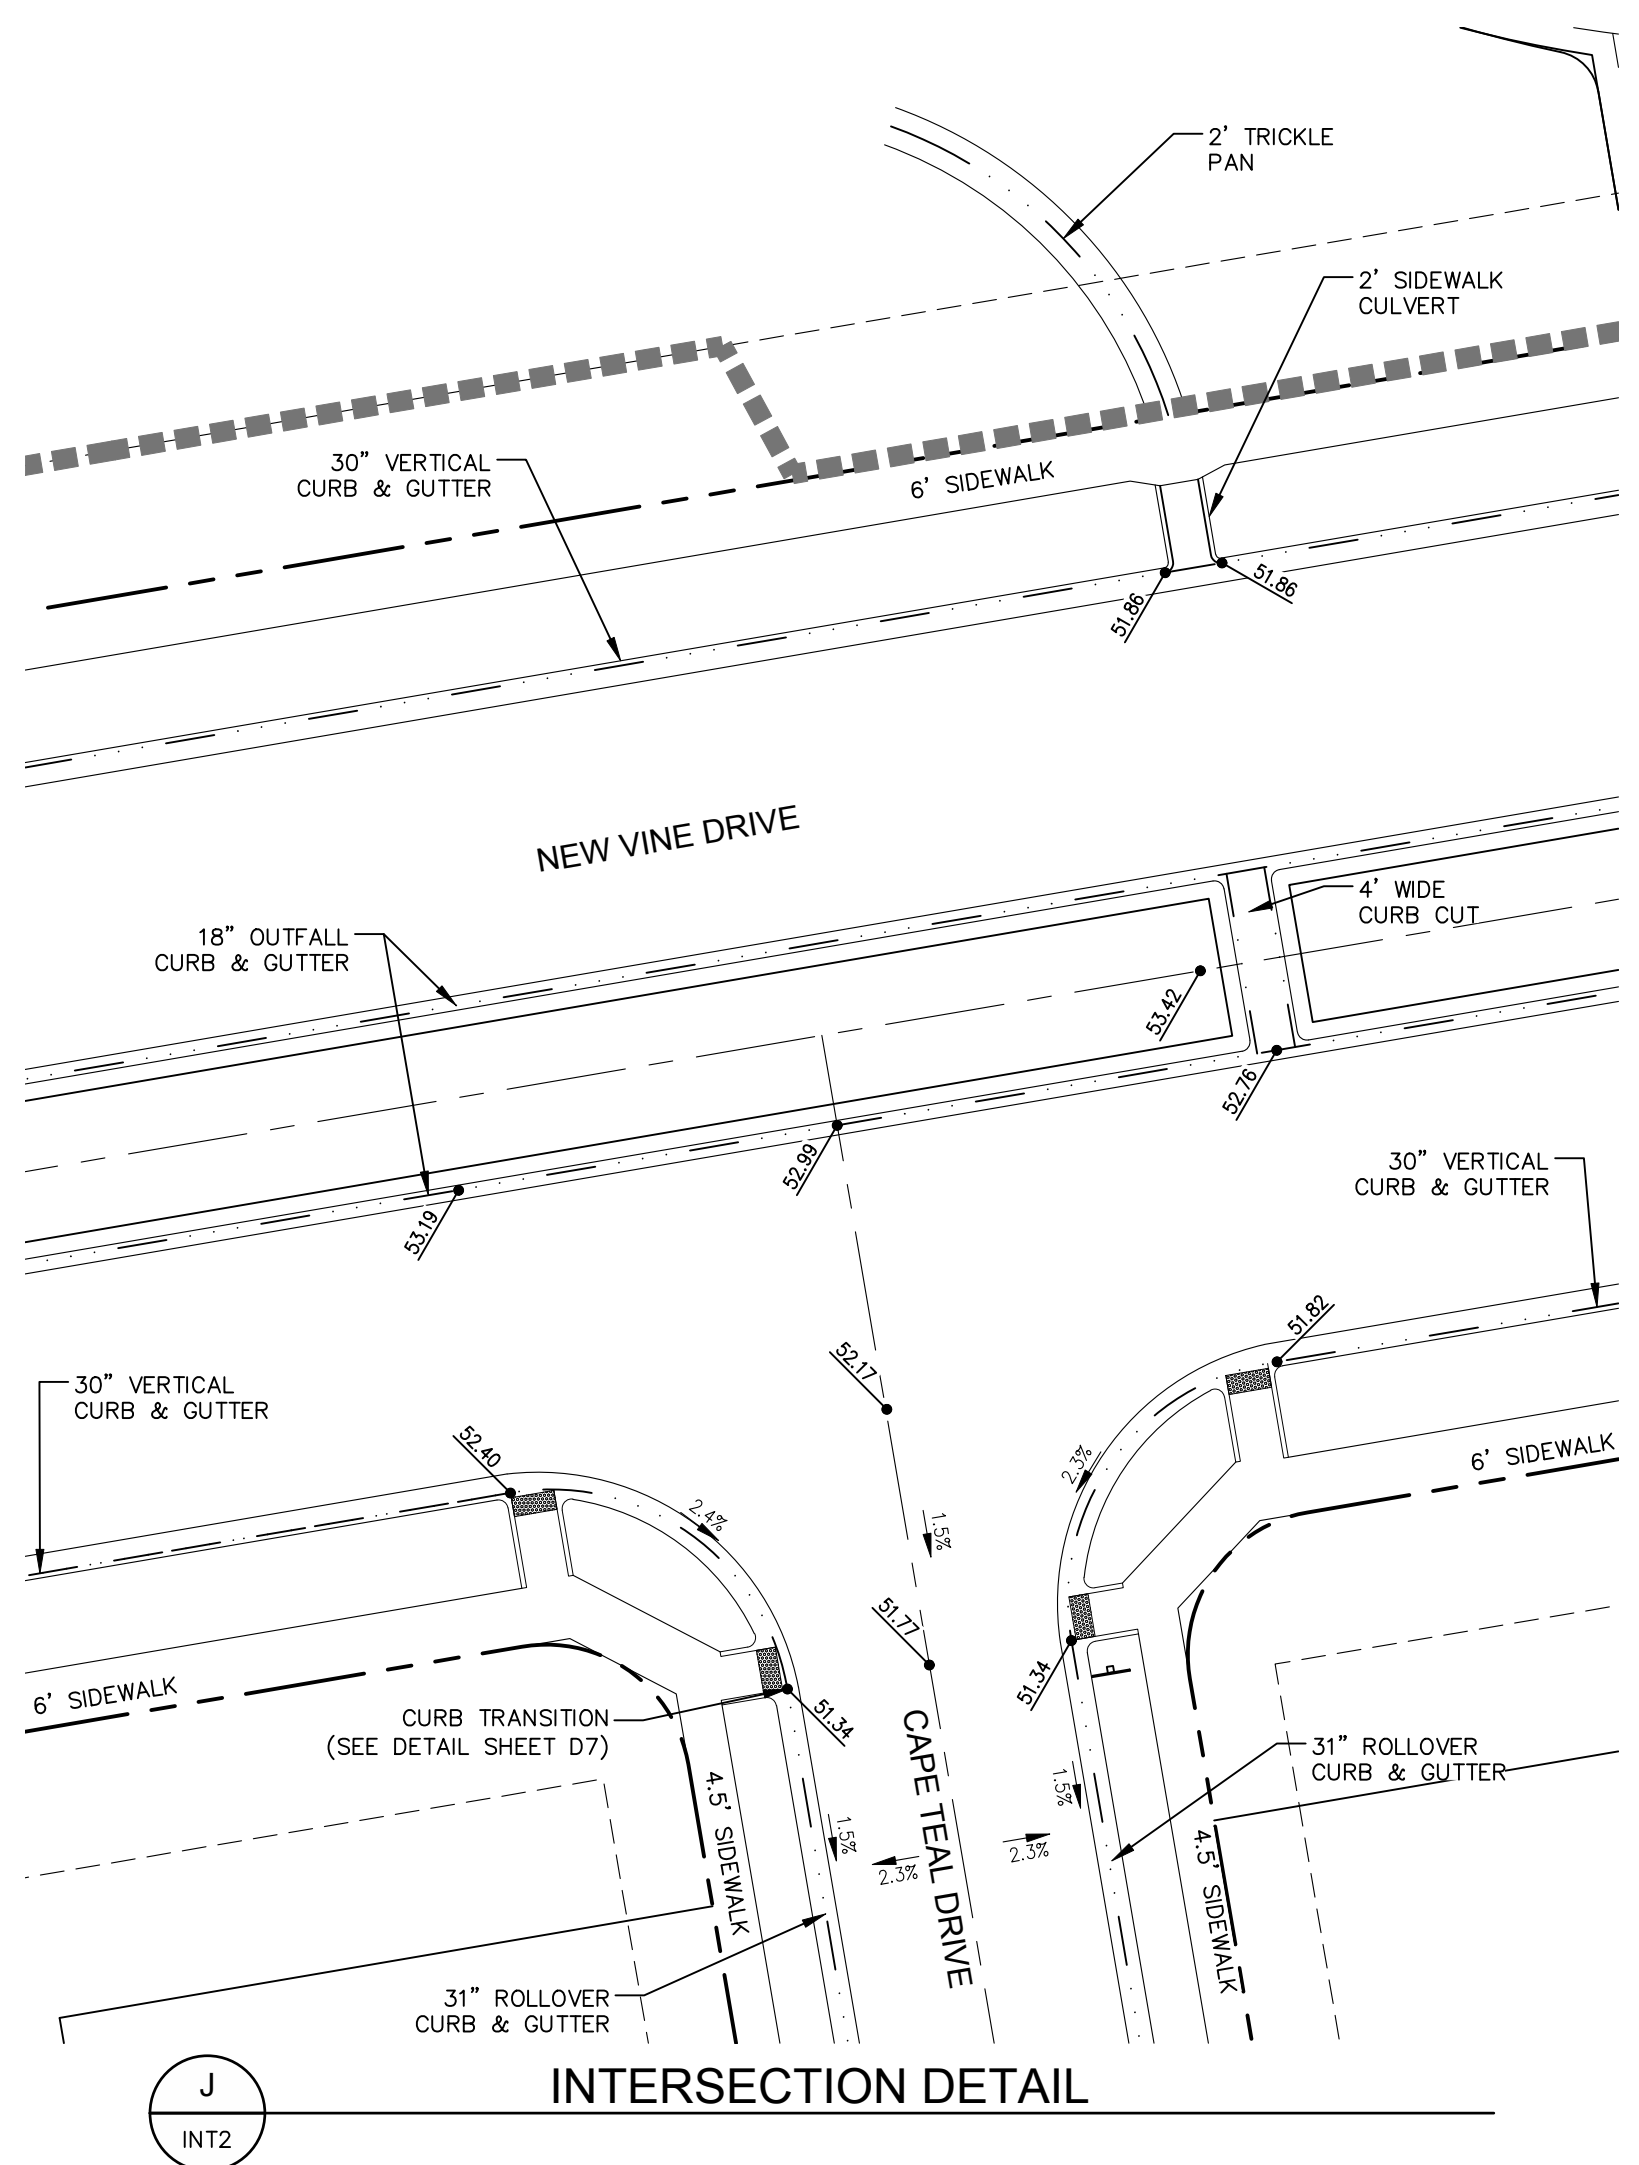 2' TRICKLE
PAN
2' SIDEWALK
CULVERT
30" VERTICAL
CURB & GUTTER
6' SIDEWALK
51.86
51.86
NEW VINE DRIVE
4' WIDE
CURB CUT
18" OUTFALL
CURB & GUTTER
53.42
52.76
52.99
53.19
30" VERTICAL
CURB & GUTTER
51.82
52.17
30" VERTICAL
CURB & GUTTER
52.40
6' SIDEWALK
2.3%
2.4%
1.5%
51.77
51.34
6' SIDEWALK
CURB TRANSITION
(SEE DETAIL SHEET D7)
51.34
CAPE TEAL DRIVE
31" ROLLOVER
CURB & GUTTER
4.5' SIDEWALK
1.5%
1.5%
2.3%
2.3%
4.5' SIDEWALK
31" ROLLOVER
CURB & GUTTER
J
INT2
INTERSECTION DETAIL